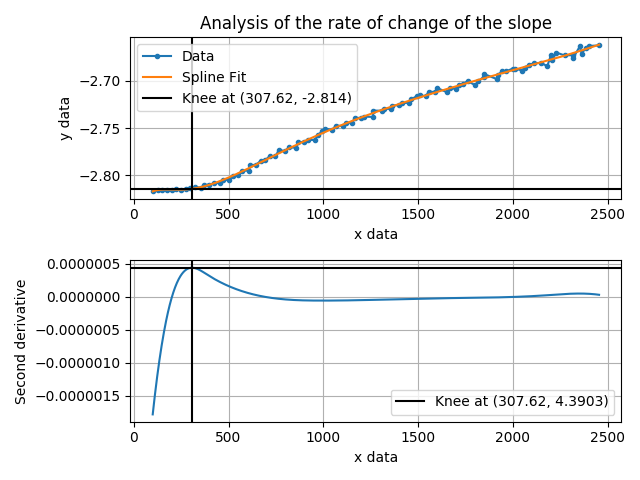 Analysis of the rate of change of the slope
Data
Spline Fit
Knee at (307.62, -2.814)
y data
−2.70
−2.75
−2.80
0 500 1000 1500 2000 2500
x data
Second derivative
0.0000005
0.0000000
−0.0000005
−0.0000010
−0.0000015
Knee at (307.62, 4.3903)
0 500 1000 1500 2000 2500
x data